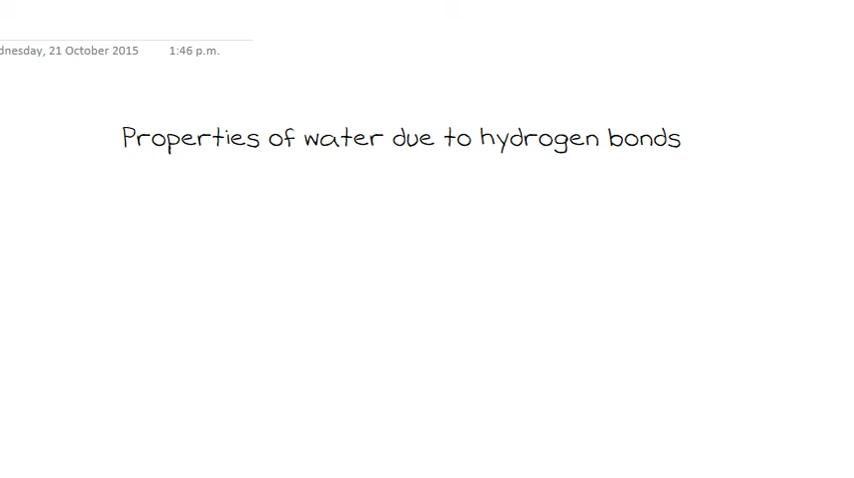 dnesday, 21 October 2015 1:46 p.m.
Properties of water due to hydrogen bonds